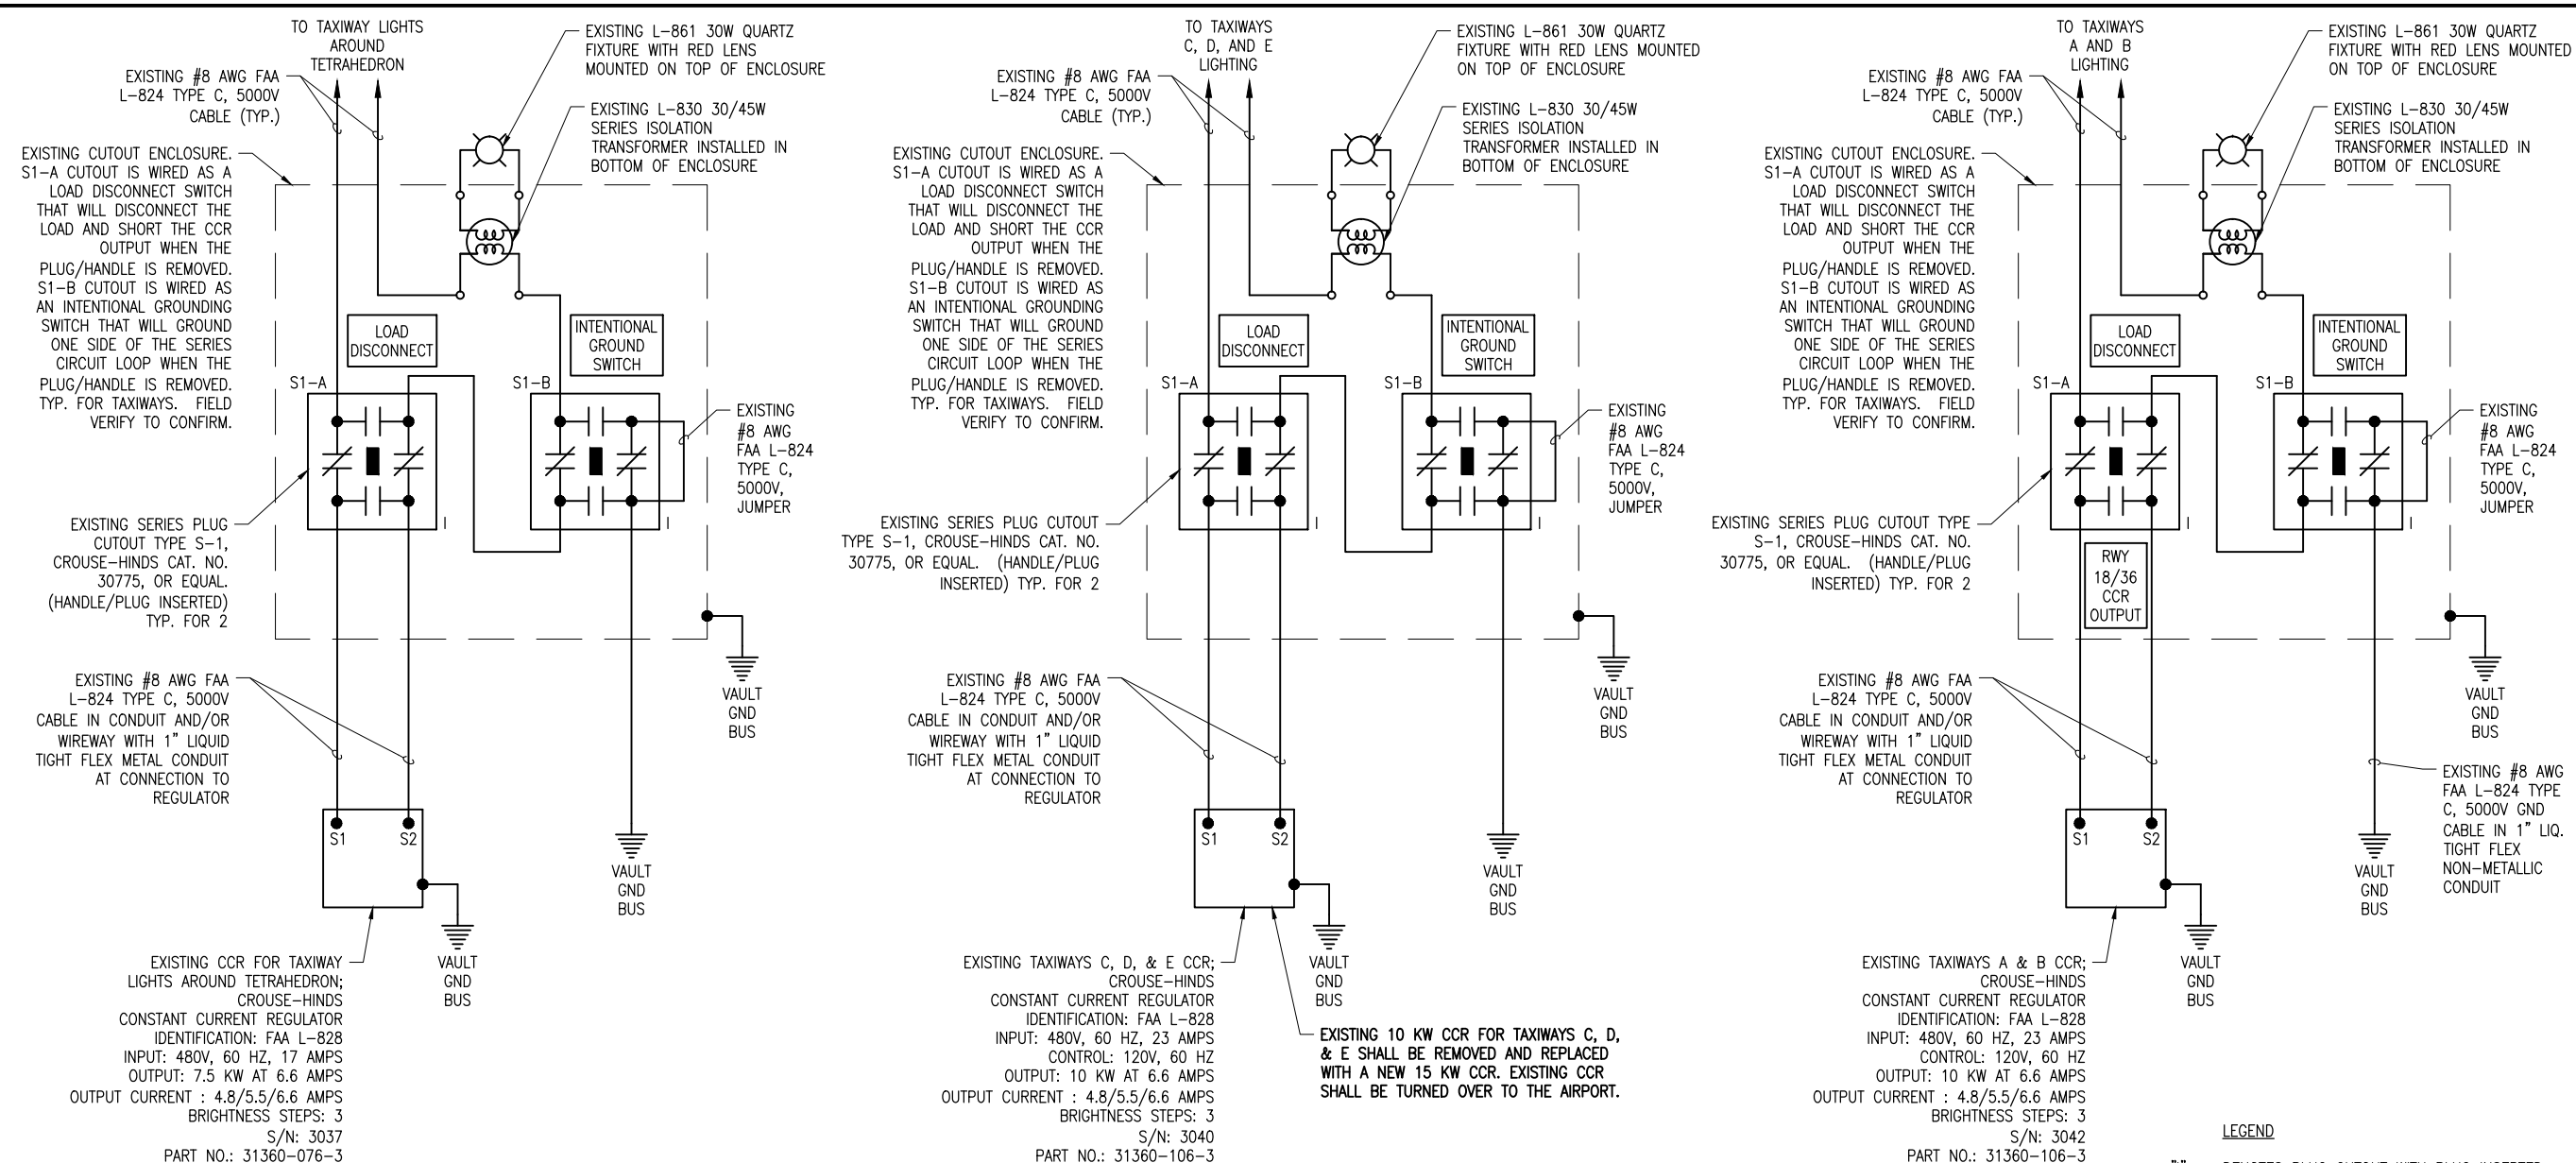 TO TAXIWAY LIGHTS
AROUND
TETRAHEDRON
EXISTING L-861 30W QUARTZ
FIXTURE WITH RED LENS
MOUNTED ON TOP OF ENCLOSURE
EXISTING #8 AWG FAA
L-824 TYPE C, 5000V
CABLE (TYP.)
EXISTING L-830 30/45W
SERIES ISOLATION
TRANSFORMER INSTALLED IN
BOTTOM OF ENCLOSURE
EXISTING CUTOUT ENCLOSURE.
S1-A CUTOUT IS WIRED AS A
LOAD DISCONNECT SWITCH
THAT WILL DISCONNECT THE
LOAD AND SHORT THE CCR
OUTPUT WHEN THE
PLUG/HANDLE IS REMOVED.
S1-B CUTOUT IS WIRED AS
AN INTENTIONAL GROUNDING
SWITCH THAT WILL GROUND
ONE SIDE OF THE SERIES
CIRCUIT LOOP WHEN THE
PLUG/HANDLE IS REMOVED.
TYP. FOR TAXIWAYS. FIELD
VERIFY TO CONFIRM.
LOAD
DISCONNECT
INTENTIONAL
GROUND
SWITCH
S1-A
S1-B
EXISTING
#8 AWG
FAA L-824
TYPE C,
5000V,
JUMPER
I
I
EXISTING SERIES PLUG
CUTOUT TYPE S-1,
CROUSE-HINDS CAT. NO.
30775, OR EQUAL.
(HANDLE/PLUG INSERTED)
TYP. FOR 2
VAULT
GND
BUS
EXISTING #8 AWG FAA
L-824 TYPE C, 5000V
CABLE IN CONDUIT AND/OR
WIREWAY WITH 1" LIQUID
TIGHT FLEX METAL CONDUIT
AT CONNECTION TO
REGULATOR
S1
S2
VAULT
GND
BUS
VAULT
GND
BUS
EXISTING CCR FOR TAXIWAY
LIGHTS AROUND TETRAHEDRON;
CROUSE-HINDS
CONSTANT CURRENT REGULATOR
IDENTIFICATION: FAA L-828
INPUT: 480V, 60 HZ, 17 AMPS
OUTPUT: 7.5 KW AT 6.6 AMPS
OUTPUT CURRENT : 4.8/5.5/6.6 AMPS
BRIGHTNESS STEPS: 3
S/N: 3037
PART NO.: 31360-076-3
TO TAXIWAYS
C, D, AND E
LIGHTING
EXISTING L-861 30W QUARTZ
FIXTURE WITH RED LENS MOUNTED
ON TOP OF ENCLOSURE
EXISTING #8 AWG FAA
L-824 TYPE C, 5000V
CABLE (TYP.)
EXISTING L-830 30/45W
SERIES ISOLATION
TRANSFORMER INSTALLED IN
BOTTOM OF ENCLOSURE
EXISTING CUTOUT ENCLOSURE.
S1-A CUTOUT IS WIRED AS A
LOAD DISCONNECT SWITCH
THAT WILL DISCONNECT THE
LOAD AND SHORT THE CCR
OUTPUT WHEN THE
PLUG/HANDLE IS REMOVED.
S1-B CUTOUT IS WIRED AS
AN INTENTIONAL GROUNDING
SWITCH THAT WILL GROUND
ONE SIDE OF THE SERIES
CIRCUIT LOOP WHEN THE
PLUG/HANDLE IS REMOVED.
TYP. FOR TAXIWAYS. FIELD
VERIFY TO CONFIRM.
LOAD
DISCONNECT
INTENTIONAL
GROUND
SWITCH
S1-A
S1-B
EXISTING
#8 AWG
FAA L-824
TYPE C,
5000V,
JUMPER
I
I
EXISTING SERIES PLUG CUTOUT
TYPE S-1, CROUSE-HINDS CAT. NO.
30775, OR EQUAL. (HANDLE/PLUG
INSERTED) TYP. FOR 2
VAULT
GND
BUS
EXISTING #8 AWG FAA
L-824 TYPE C, 5000V
CABLE IN CONDUIT AND/OR
WIREWAY WITH 1" LIQUID
TIGHT FLEX METAL CONDUIT
AT CONNECTION TO
REGULATOR
S1
S2
VAULT
GND
BUS
VAULT
GND
BUS
EXISTING TAXIWAYS C, D, & E CCR;
CROUSE-HINDS
CONSTANT CURRENT REGULATOR
IDENTIFICATION: FAA L-828
INPUT: 480V, 60 HZ, 23 AMPS
CONTROL: 120V, 60 HZ
OUTPUT: 10 KW AT 6.6 AMPS
OUTPUT CURRENT : 4.8/5.5/6.6 AMPS
BRIGHTNESS STEPS: 3
S/N: 3040
PART NO.: 31360-106-3
EXISTING 10 KW CCR FOR TAXIWAYS C, D,
& E SHALL BE REMOVED AND REPLACED
WITH A NEW 15 KW CCR. EXISTING CCR
SHALL BE TURNED OVER TO THE AIRPORT.
TO TAXIWAYS
A AND B
LIGHTING
EXISTING L-861 30W QUARTZ
FIXTURE WITH RED LENS MOUNTED
ON TOP OF ENCLOSURE
EXISTING #8 AWG FAA
L-824 TYPE C, 5000V
CABLE (TYP.)
EXISTING L-830 30/45W
SERIES ISOLATION
TRANSFORMER INSTALLED IN
BOTTOM OF ENCLOSURE
EXISTING CUTOUT ENCLOSURE.
S1-A CUTOUT IS WIRED AS A
LOAD DISCONNECT SWITCH
THAT WILL DISCONNECT THE
LOAD AND SHORT THE CCR
OUTPUT WHEN THE
PLUG/HANDLE IS REMOVED.
S1-B CUTOUT IS WIRED AS
AN INTENTIONAL GROUNDING
SWITCH THAT WILL GROUND
ONE SIDE OF THE SERIES
CIRCUIT LOOP WHEN THE
PLUG/HANDLE IS REMOVED.
TYP. FOR TAXIWAYS. FIELD
VERIFY TO CONFIRM.
LOAD
DISCONNECT
INTENTIONAL
GROUND
SWITCH
S1-A
S1-B
EXISTING
#8 AWG
FAA L-824
TYPE C,
5000V,
JUMPER
I
I
EXISTING SERIES PLUG CUTOUT TYPE
S-1, CROUSE-HINDS CAT. NO.
30775, OR EQUAL. (HANDLE/PLUG
INSERTED) TYP. FOR 2
RWY
18/36
CCR
OUTPUT
VAULT
GND
BUS
EXISTING #8 AWG FAA
L-824 TYPE C, 5000V
CABLE IN CONDUIT AND/OR
WIREWAY WITH 1" LIQUID
TIGHT FLEX METAL CONDUIT
AT CONNECTION TO
REGULATOR
EXISTING #8 AWG
FAA L-824 TYPE
C, 5000V GND
CABLE IN 1" LIQ.
TIGHT FLEX
NON-METALLIC
CONDUIT
S1
S2
VAULT
GND
BUS
VAULT
GND
BUS
EXISTING TAXIWAYS A & B CCR;
CROUSE-HINDS
CONSTANT CURRENT REGULATOR
IDENTIFICATION: FAA L-828
INPUT: 480V, 60 HZ, 23 AMPS
CONTROL: 120V, 60 HZ
OUTPUT: 10 KW AT 6.6 AMPS
OUTPUT CURRENT : 4.8/5.5/6.6 AMPS
BRIGHTNESS STEPS: 3
S/N: 3042
PART NO.: 31360-106-3
LEGEND